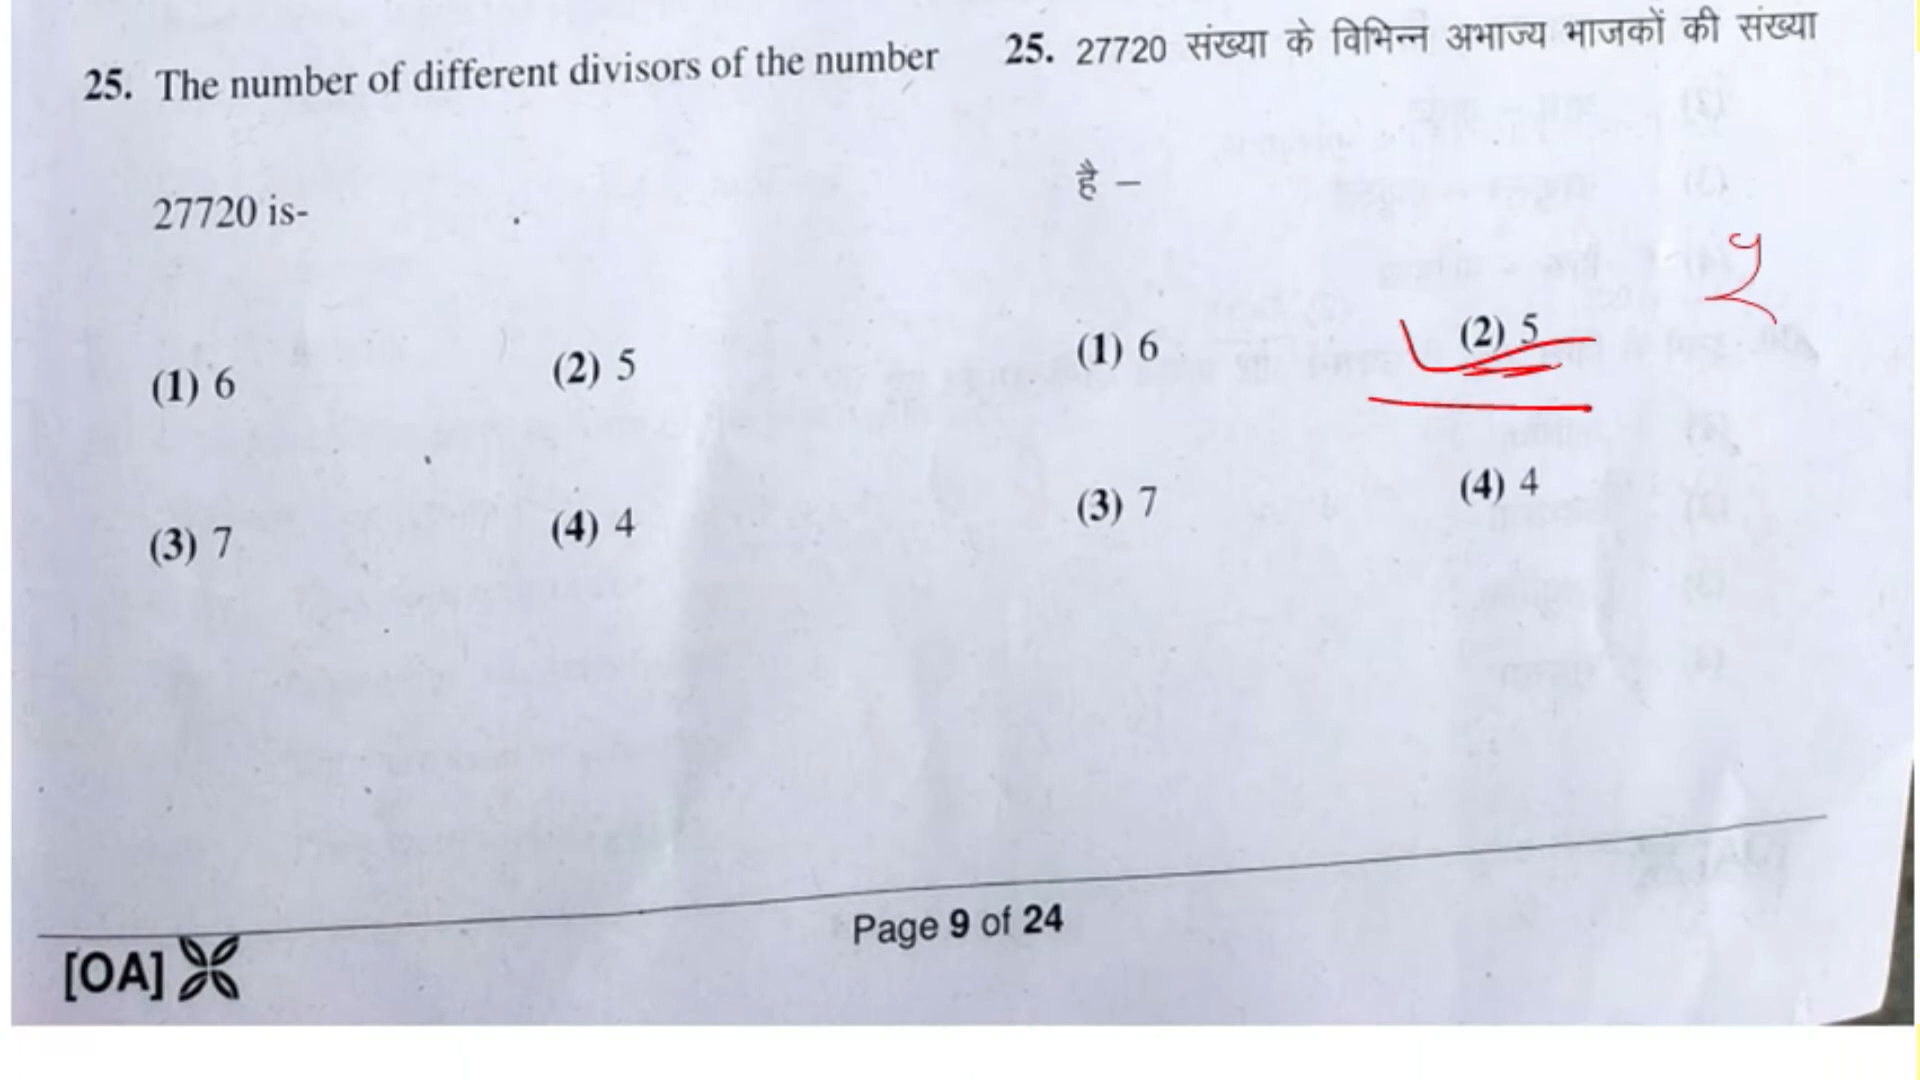 25. The number of different divisors of the number
27720 is-
(1) 6
(2) 5
(3) 7
(4) 4
25. 27720 संख्या के विभिन्न अभाज्य भाजकों की संख्या
है –
(1) 6
(2) 5
(3) 7
(4) 4
[OA]
Page 9 of 24